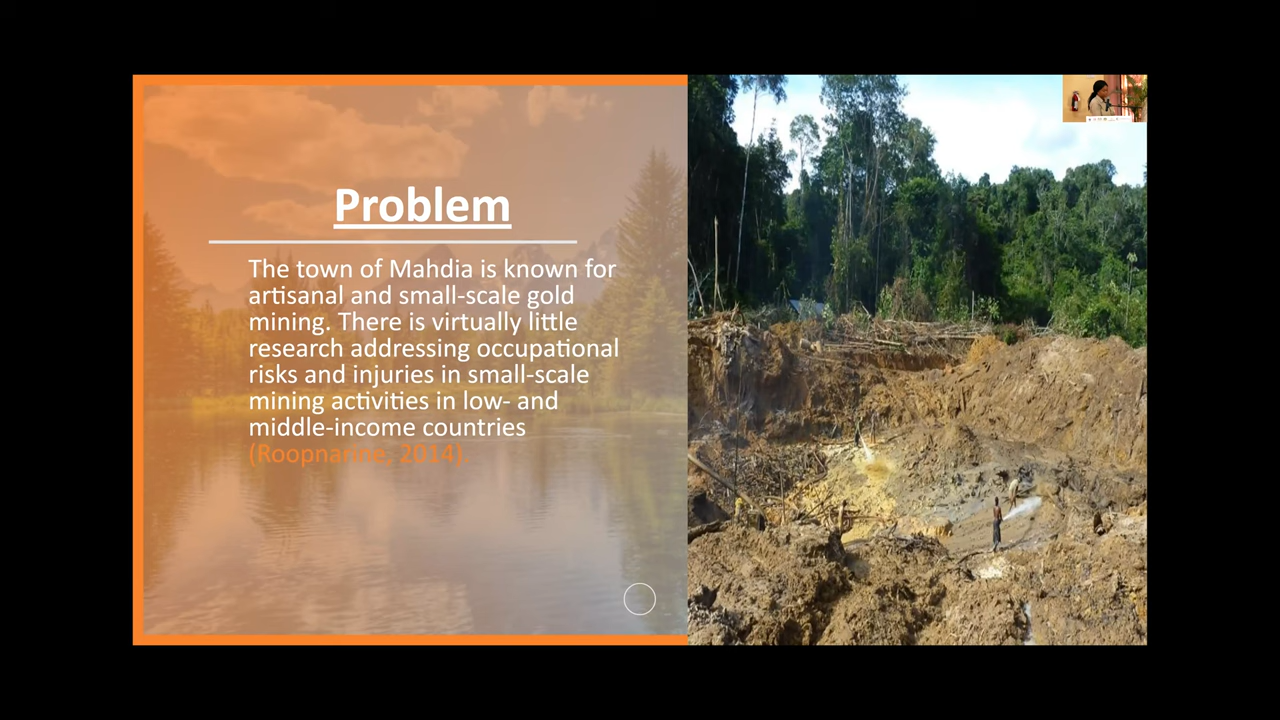 Problem
The town of Mahdia is known for
artisanal and small-scale gold
mining. There is virtually little
research addressing occupational
risks and injuries in small-scale
mining activities in low- and
middle-income countries
(Roopnarine, 2014).